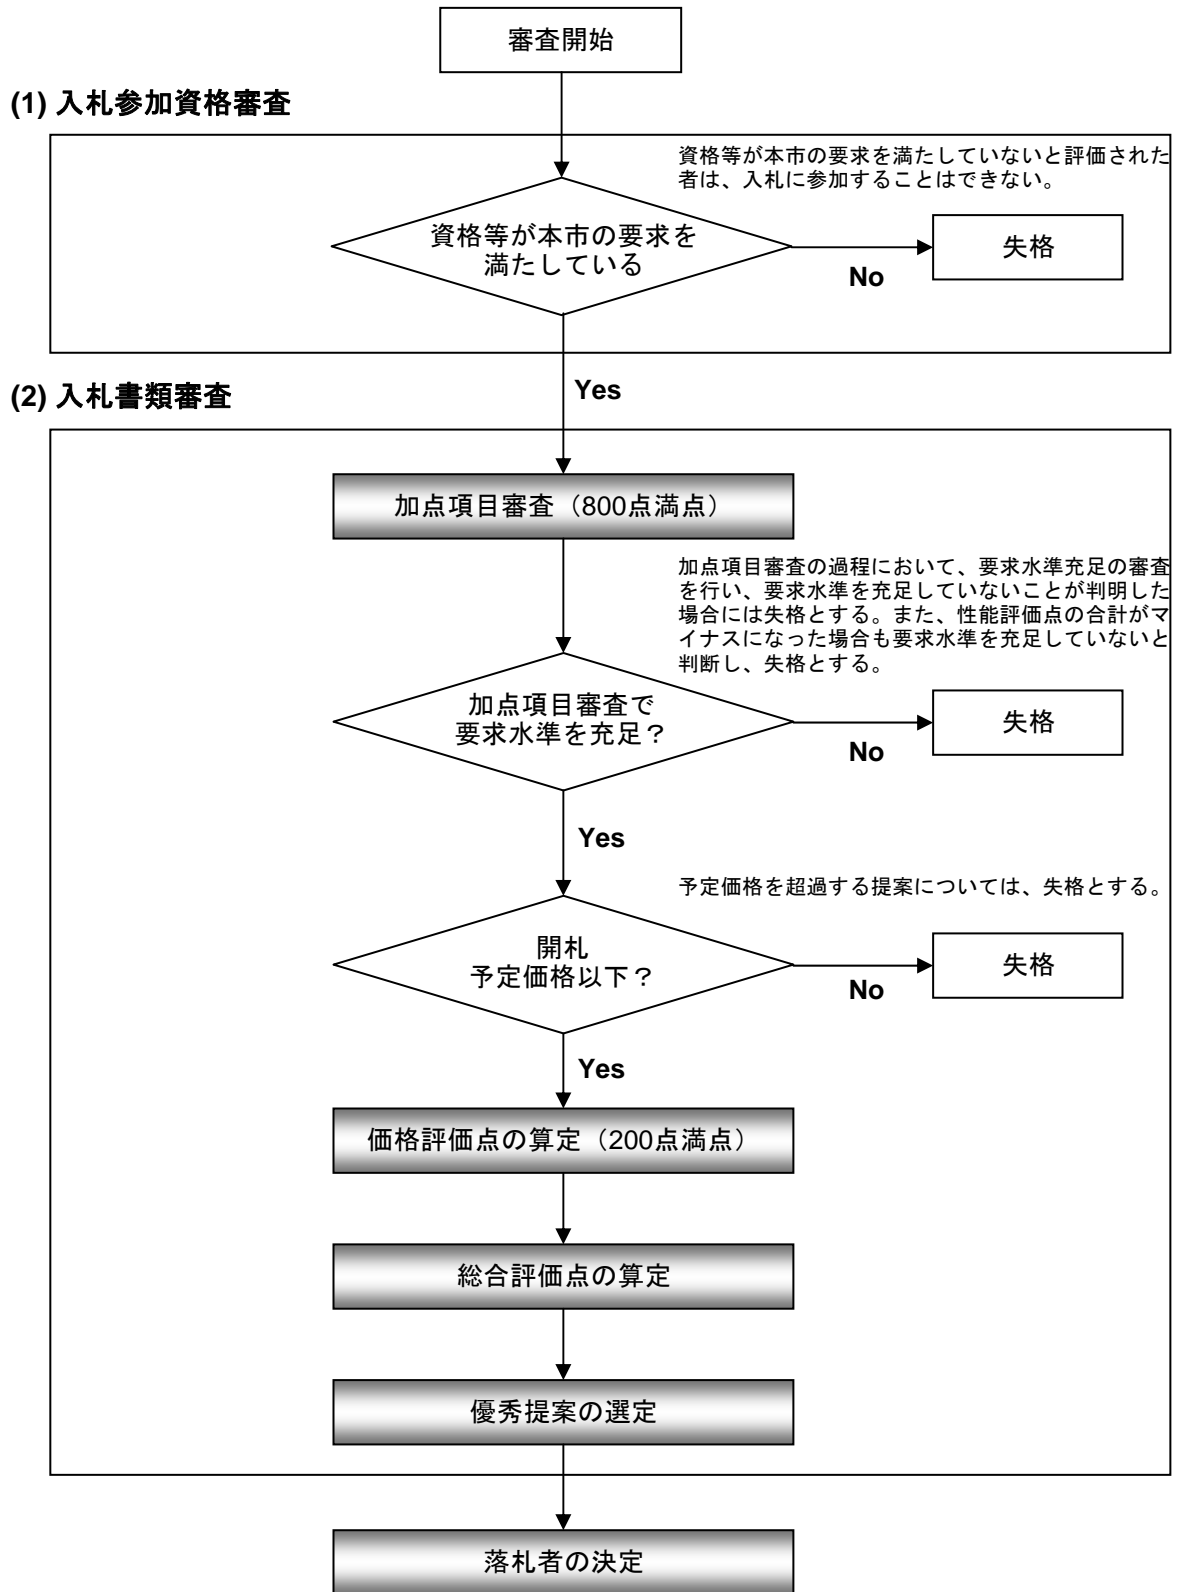 審査開始
(1) 入札参加資格審査
資格等が本市の要求を満たしていないと評価された
者は、入札に参加することはできない。
資格等が本市の要求を
満たしている
失格
No
Yes
(2) 入札書類審査
加点項目審査（800点満点）
加点項目審査の過程において、要求水準充足の審査
を行い、要求水準を充足していないことが判明した
場合には失格とする。また、性能評価点の合計がマ
イナスになった場合も要求水準を充足していないと
判断し、失格とする。
加点項目審査で
要求水準を充足？
失格
No
Yes
予定価格を超過する提案については、失格とする。
開札
予定価格以下？
失格
No
Yes
価格評価点の算定（200点満点）
総合評価点の算定
優秀提案の選定
落札者の決定